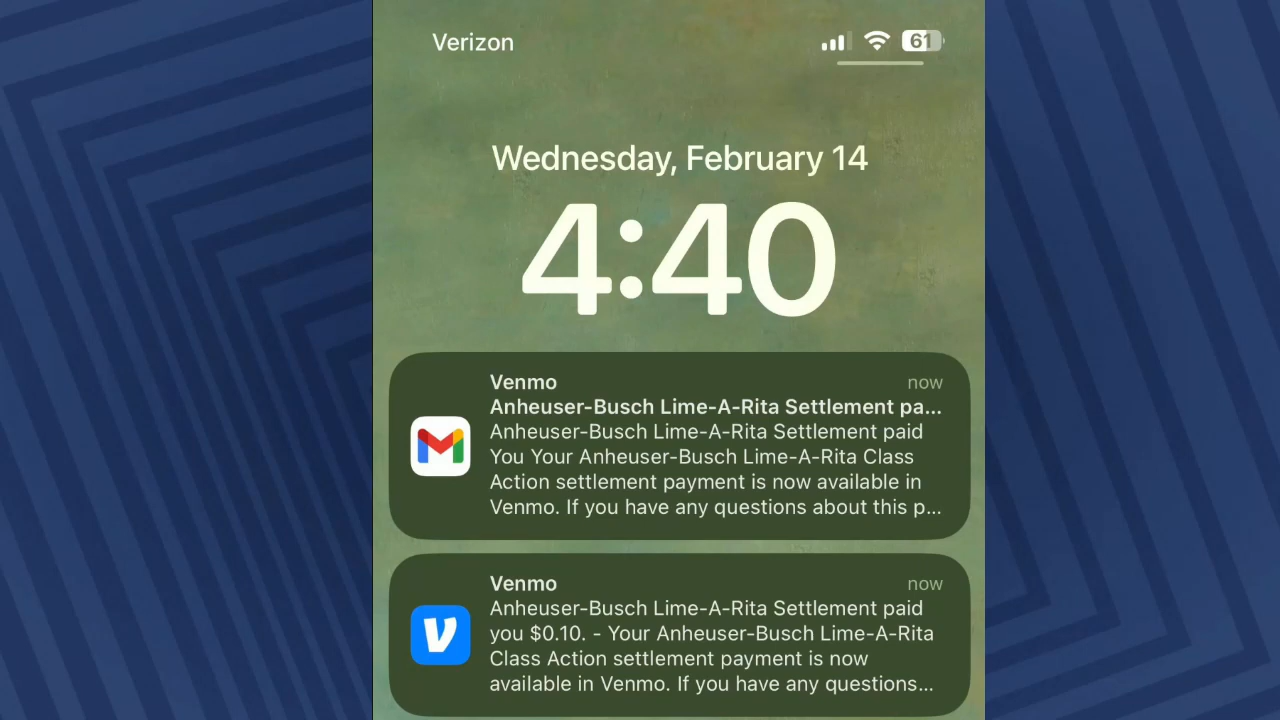 Verizon
61
Wednesday, February 14
4:40
Venmo now
Anheuser-Busch Lime-A-Rita Settlement pa...
Anheuser-Busch Lime-A-Rita Settlement paid
You Your Anheuser-Busch Lime-A-Rita Class
Action settlement payment is now available in
Venmo. If you have any questions about this p...
Venmo now
Anheuser-Busch Lime-A-Rita Settlement paid
you $0.10. - Your Anheuser-Busch Lime-A-Rita
Class Action settlement payment is now
available in Venmo. If you have any questions...